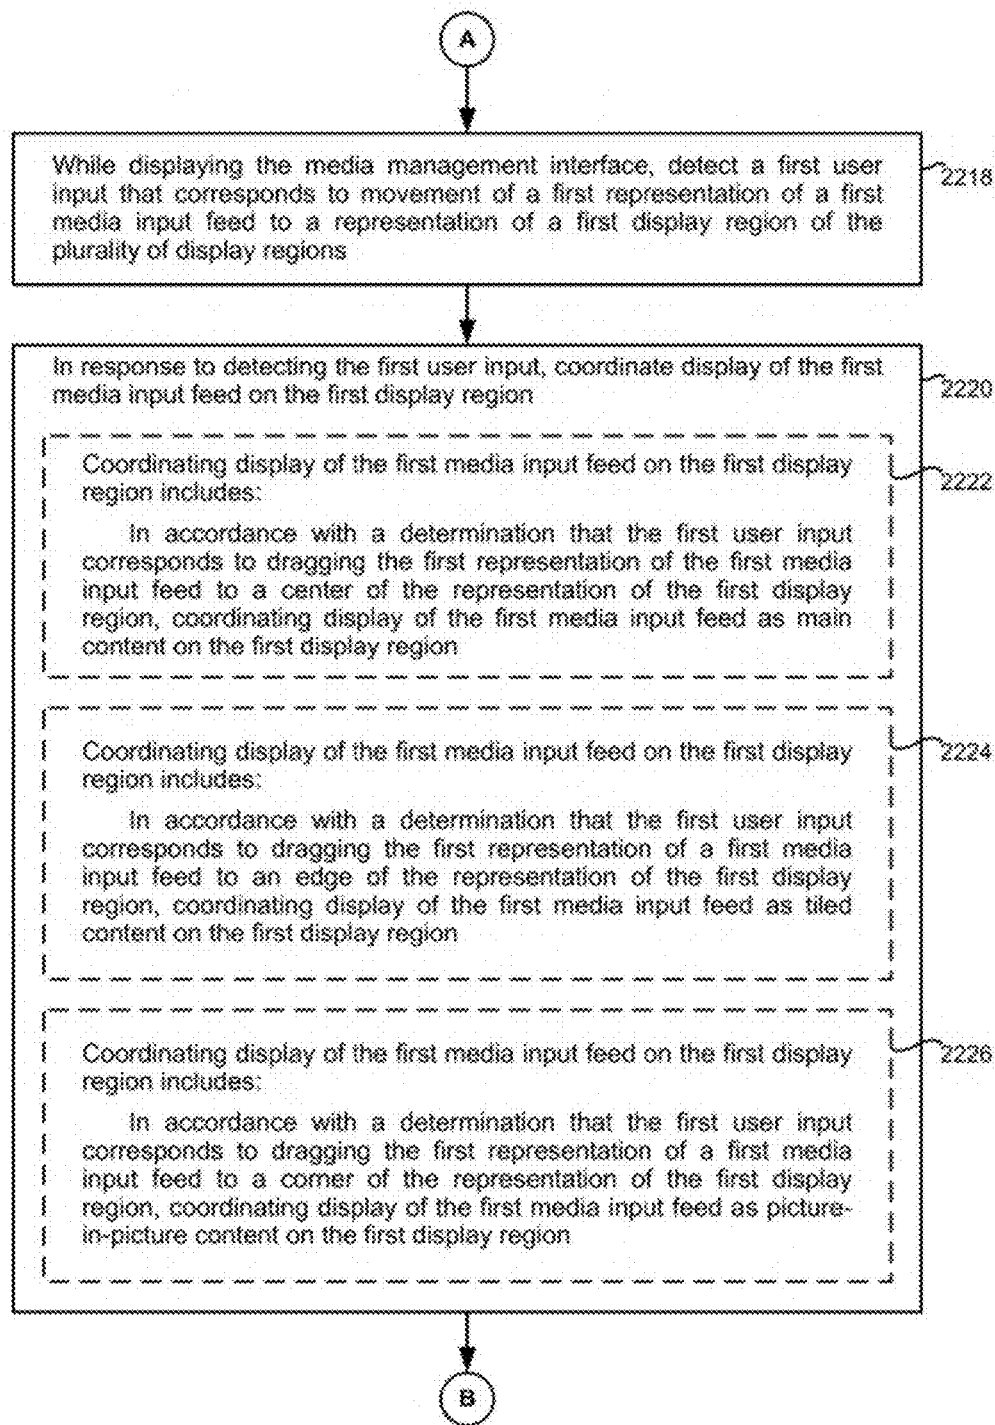 A
While displaying the media management interface, detect a first user
input that corresponds to movement of a first representation of a first
media input feed to a representation of a first display region of the
plurality of display regions
2218
In response to detecting the first user input, coordinate display of the first
media input feed on the first display region
2220
Coordinating display of the first media input feed on the first display
region includes:
2222
In accordance with a determination that the first user input
corresponds to dragging the first representation of the first media
input feed to a center of the representation of the first display
region, coordinating display of the first media input feed as main
content on the first display region
Coordinating display of the first media input feed on the first display
region includes:
2224
In accordance with a determination that the first user input
corresponds to dragging the first representation of a first media
input feed to an edge of the representation of the first display
region, coordinating display of the first media input feed as tiled
content on the first display region
Coordinating display of the first media input feed on the first display
region includes:
2226
In accordance with a determination that the first user input
corresponds to dragging the first representation of a first media
input feed to a corner of the representation of the first display
region, coordinating display of the first media input feed as picture-
in-picture content on the first display region
B